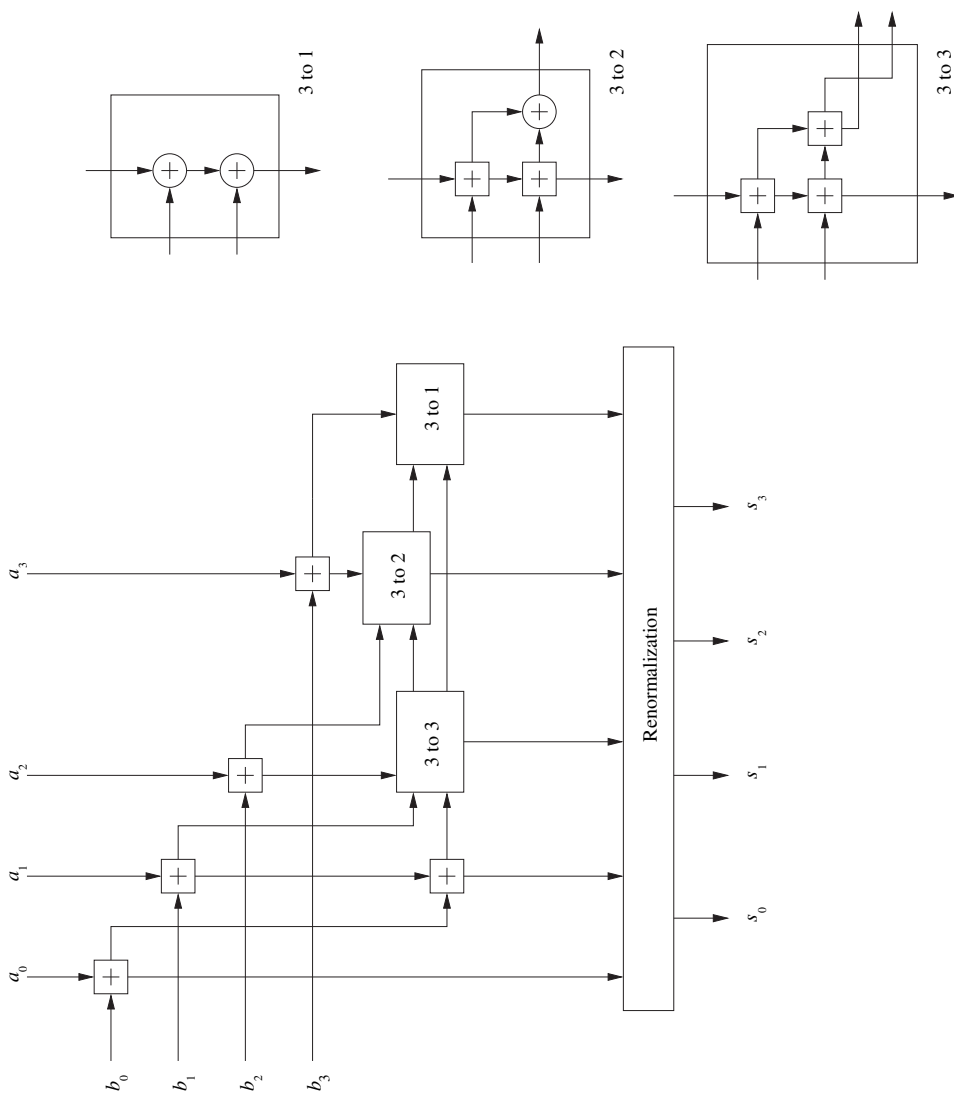 3 to 1
3 to 2
3 to 3
a0
a1
a2
a3
b0
b1
b2
b3
+
+
+
+
+
3 to 3
3 to 2
3 to 1
+
+
+
+
+
+
+
+
Renormalization
s0
s1
s2
s3